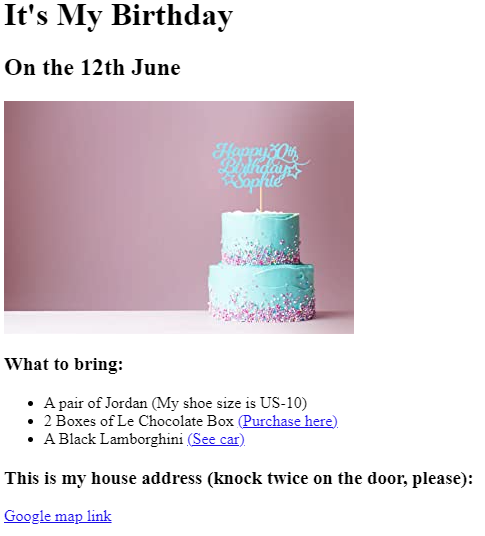 It's My Birthday
On the 12th June
Happy 30th
Birthday
Sophie
What to bring:
A pair of Jordan (My shoe size is US-10)
2 Boxes of Le Chocolate Box (Purchase here)
A Black Lamborghini (See car)
This is my house address (knock twice on the door, please):
Google map link